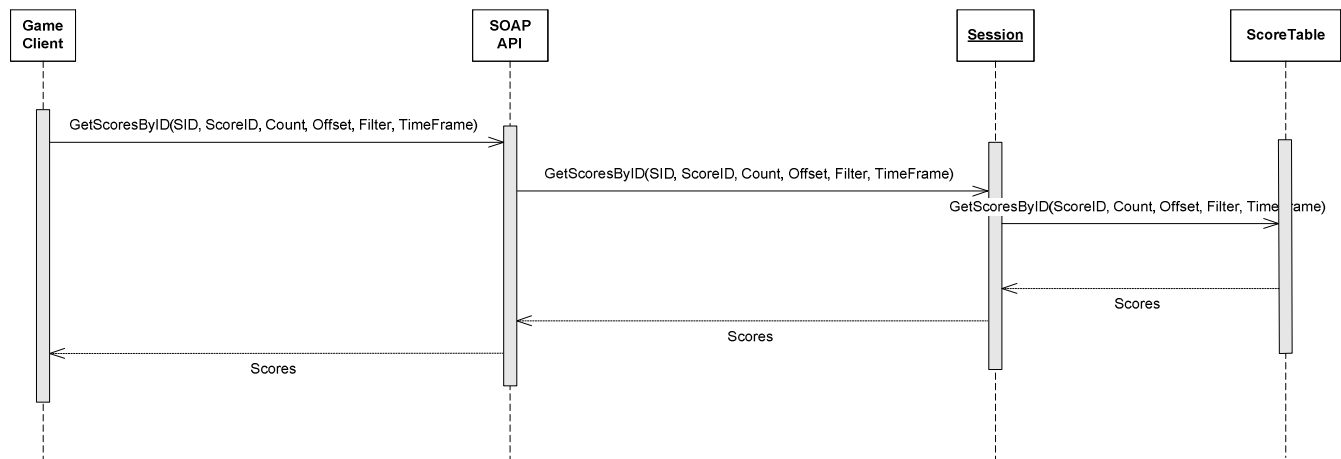 Game
Client
SOAP
API
Session
ScoreTable
GetScoresByID(SID, ScoreID, Count, Offset, Filter, TimeFrame)
GetScoresByID(SID, ScoreID, Count, Offset, Filter, TimeFrame)
GetScoresByID(ScoreID, Count, Offset, Filter, TimeFrame)
Scores
Scores
Scores